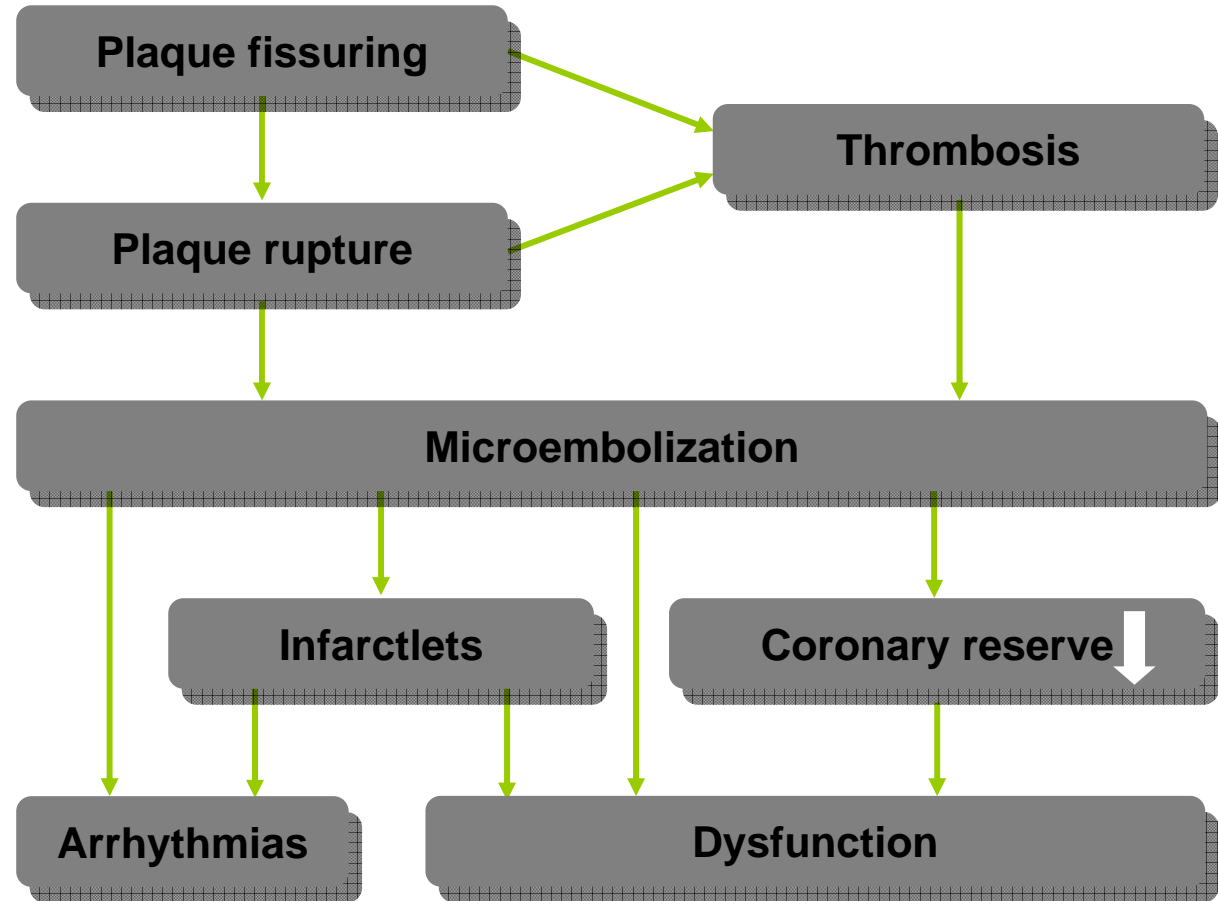 Plaque fissuring
Thrombosis
Plaque rupture
Microembolization
Infarctlets
Coronary reserve
Arrhythmias
Dysfunction